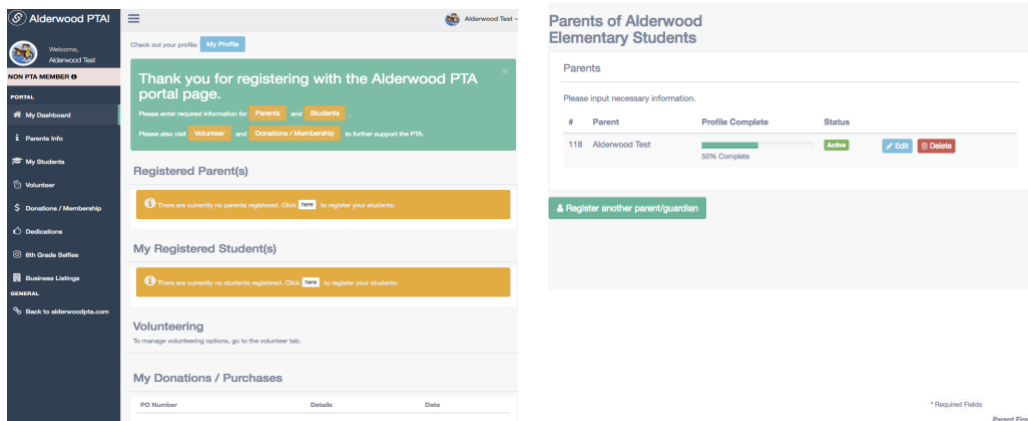 Alderwood PTA!
Welcome,
Alderwood Test
NON PTA MEMBER
PORTAL
My Dashboard
Parents Info
My Students
Volunteer
Donations / Membership
Dedications
6th Grade Selfies
Business Listings
GENERAL
Back to alderwoodpta.com
Alderwood Test
Check out your profile: My Profile
×
Thank you for registering with the Alderwood PTA
portal page.
Please enter required information for Parents and Students .
Please also visit Volunteer and Donations / Membership to further support the PTA.
Registered Parent(s)
There are currently no parents registered. Click here to register your students:
My Registered Student(s)
There are currently no students registered. Click here to register your students:
Volunteering
To manage volunteering options, go to the volunteer tab.
My Donations / Purchases
PO Number Details Date
Parents of Alderwood
Elementary Students
Parents
Please input necessary information.
# Parent Profile Complete Status
118 Alderwood Test Active Edit Delete
50% Complete
Register another parent/guardian
* Required Fields
Parent Firs